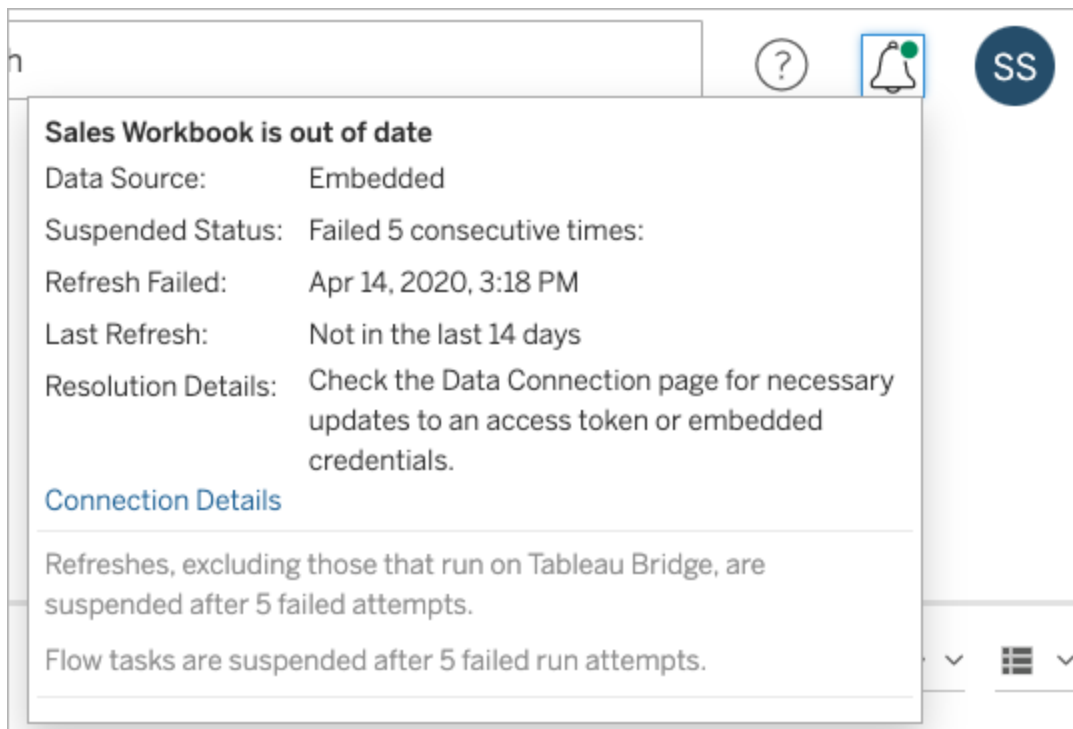 h
?
SS
Sales Workbook is out of date
Data Source: Embedded
Suspended Status: Failed 5 consecutive times:
Refresh Failed: Apr 14, 2020, 3:18 PM
Last Refresh: Not in the last 14 days
Resolution Details: Check the Data Connection page for necessary
updates to an access token or embedded
credentials.
Connection Details
Refreshes, excluding those that run on Tableau Bridge, are
suspended after 5 failed attempts.
Flow tasks are suspended after 5 failed run attempts.